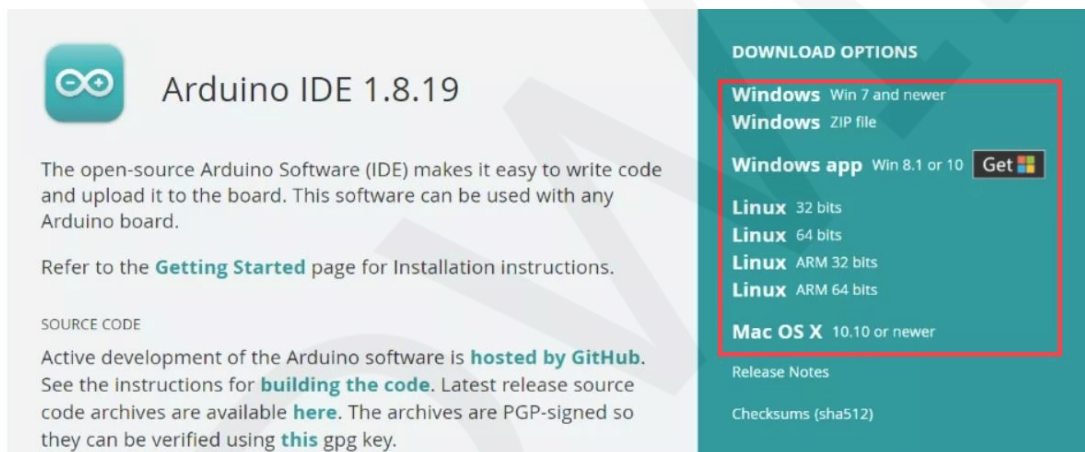 Arduino IDE 1.8.19
The open-source Arduino Software (IDE) makes it easy to write code
and upload it to the board. This software can be used with any
Arduino board.
Refer to the Getting Started page for Installation instructions.
SOURCE CODE
Active development of the Arduino software is hosted by GitHub.
See the instructions for building the code. Latest release source
code archives are available here. The archives are PGP-signed so
they can be verified using this gpg key.
DOWNLOAD OPTIONS
Windows Win 7 and newer
Windows ZIP file
Windows app Win 8.1 or 10 Get
Linux 32 bits
Linux 64 bits
Linux ARM 32 bits
Linux ARM 64 bits
Mac OS X 10.10 or newer
Release Notes
Checksums (sha512)